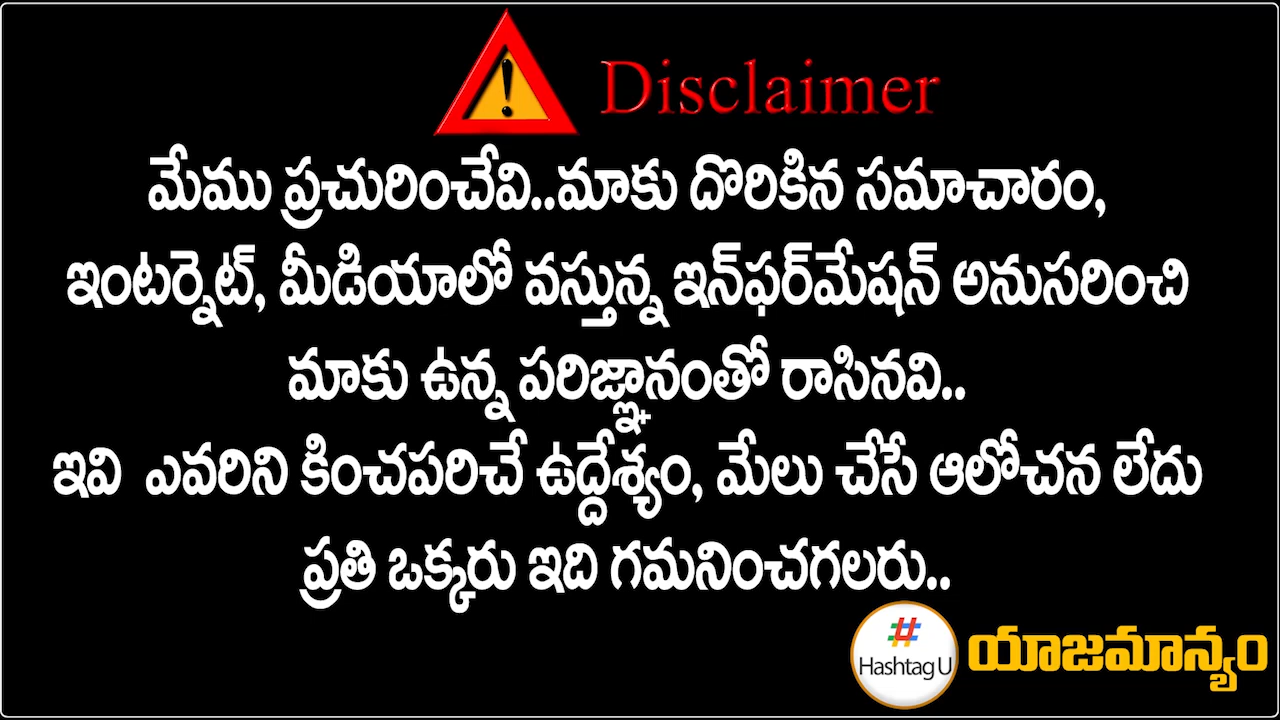 Disclaimer
మేము ప్రచురించేవి..మాకు దొరికిన సమాచారం,
ఇంటర్నెట్, మీడియాలో వస్తున్న ఇన్‌ఫర్‌మేషన్ అనుసరించి
మాకు ఉన్న పరిజ్ఞానంతో రాసినవి..
ఇవి ఎవరిని కించపరిచే ఉద్దేశ్యం, మేలు చేసే ఆలోచన లేదు
ప్రతి ఒక్కరు ఇది గమనించగలరు..
# Hashtag U యాజమాన్యం